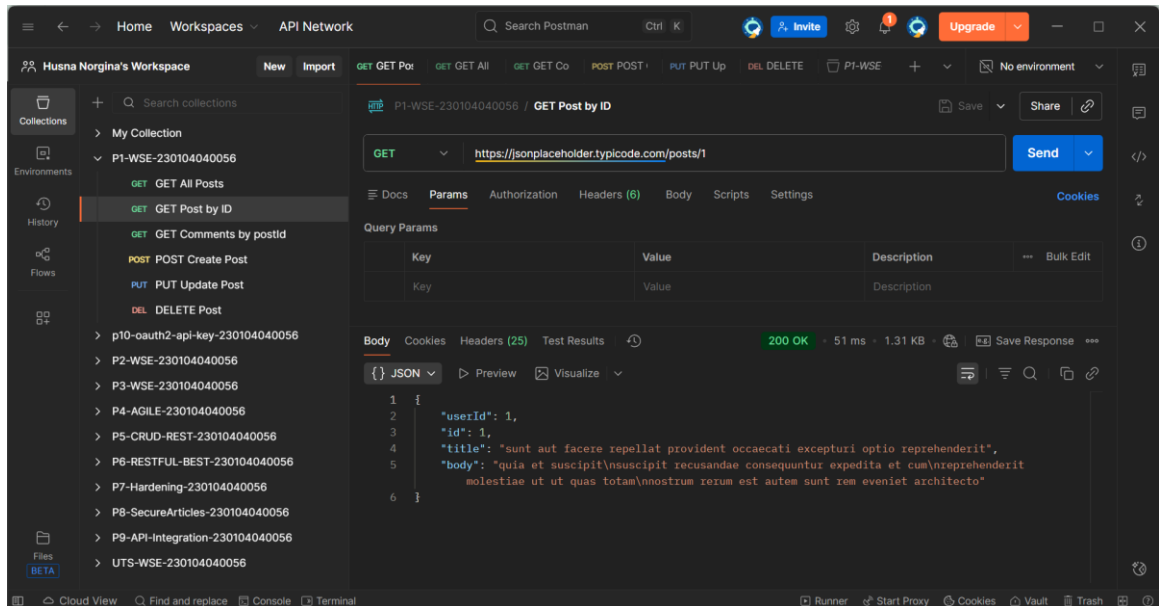 Home Workspaces API Network Search Postman Ctrl K Invite 1 Upgrade
Husna Norgina's Workspace New Import GET GET Po GET GET All GET GET Co POST POST PUT PUT Up DEL DELETE P1-WSE No environment
Collections
Environments
History
Flows
Files
BETA
Search collections
My Collection
P1-WSE-230104040056
GET GET All Posts
GET GET Post by ID
GET GET Comments by postId
POST POST Create Post
PUT PUT Update Post
DEL DELETE Post
p10-oauth2-api-key-230104040056
P2-WSE-230104040056
P3-WSE-230104040056
P4-AGILE-230104040056
P5-CRUD-REST-230104040056
P6-RESTFUL-BEST-230104040056
P7-Hardening-230104040056
P8-SecureArticles-230104040056
P9-API-Integration-230104040056
UTS-WSE-230104040056
HTTP P1-WSE-230104040056 / GET Post by ID Save Share
GET https://jsonplaceholder.typicode.com/posts/1 Send
Docs Params Authorization Headers (6) Body Scripts Settings Cookies
Query Params
Key Value Description Bulk Edit
Key Value Description
Body Cookies Headers (25) Test Results 200 OK 51 ms 1.31 KB e.g. Save Response
{} JSON Preview Visualize
1 {
2 "userId": 1,
3 "id": 1,
4 "title": "sunt aut facere repellat provident occaecati excepturi optio reprehenderit",
5 "body": "quia et suscipit\nsuscipit recusandae consequuntur expedita et cum\nreprehenderit
molestiae ut ut quas totam\nnostrum rerum est autem sunt rem eveniet architecto"
6 }
Cloud View Find and replace Console Terminal Runner Start Proxy Cookies Vault Trash